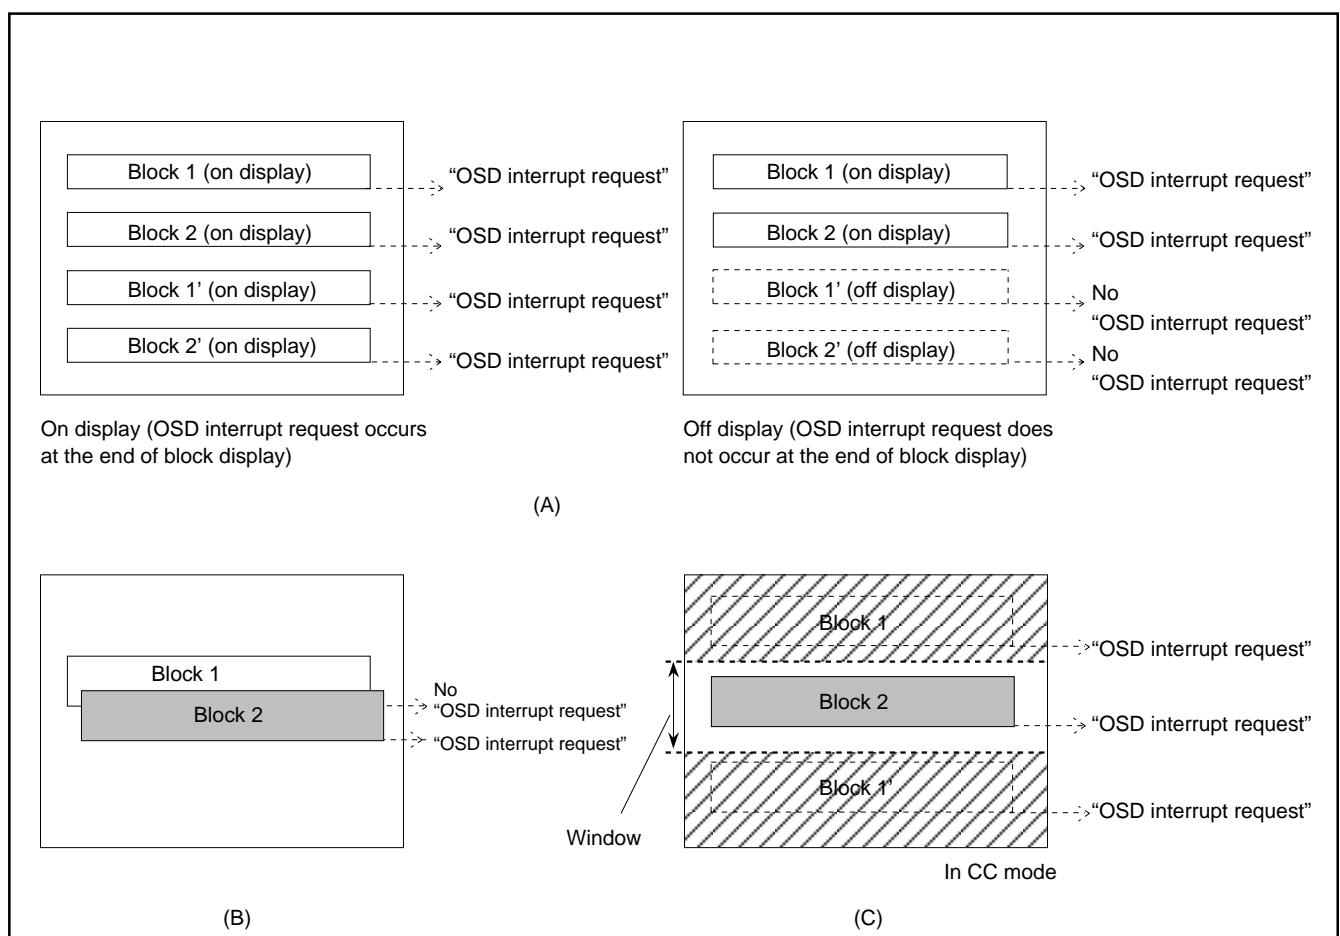 Block 1 (on display)
“OSD interrupt request”
Block 2 (on display)
“OSD interrupt request”
Block 1’ (on display)
“OSD interrupt request”
Block 2’ (on display)
“OSD interrupt request”
On display (OSD interrupt request occurs
at the end of block display)
Block 1 (on display)
“OSD interrupt request”
Block 2 (on display)
“OSD interrupt request”
Block 1’ (off display)
No
“OSD interrupt request”
Block 2’ (off display)
No
“OSD interrupt request”
Off display (OSD interrupt request does
not occur at the end of block display)
(A)
Block 1
Block 2
No
“OSD interrupt request”
“OSD interrupt request”
(B)
Block 1
“OSD interrupt request”
Block 2
“OSD interrupt request”
Block 1’
“OSD interrupt request”
Window
In CC mode
(C)